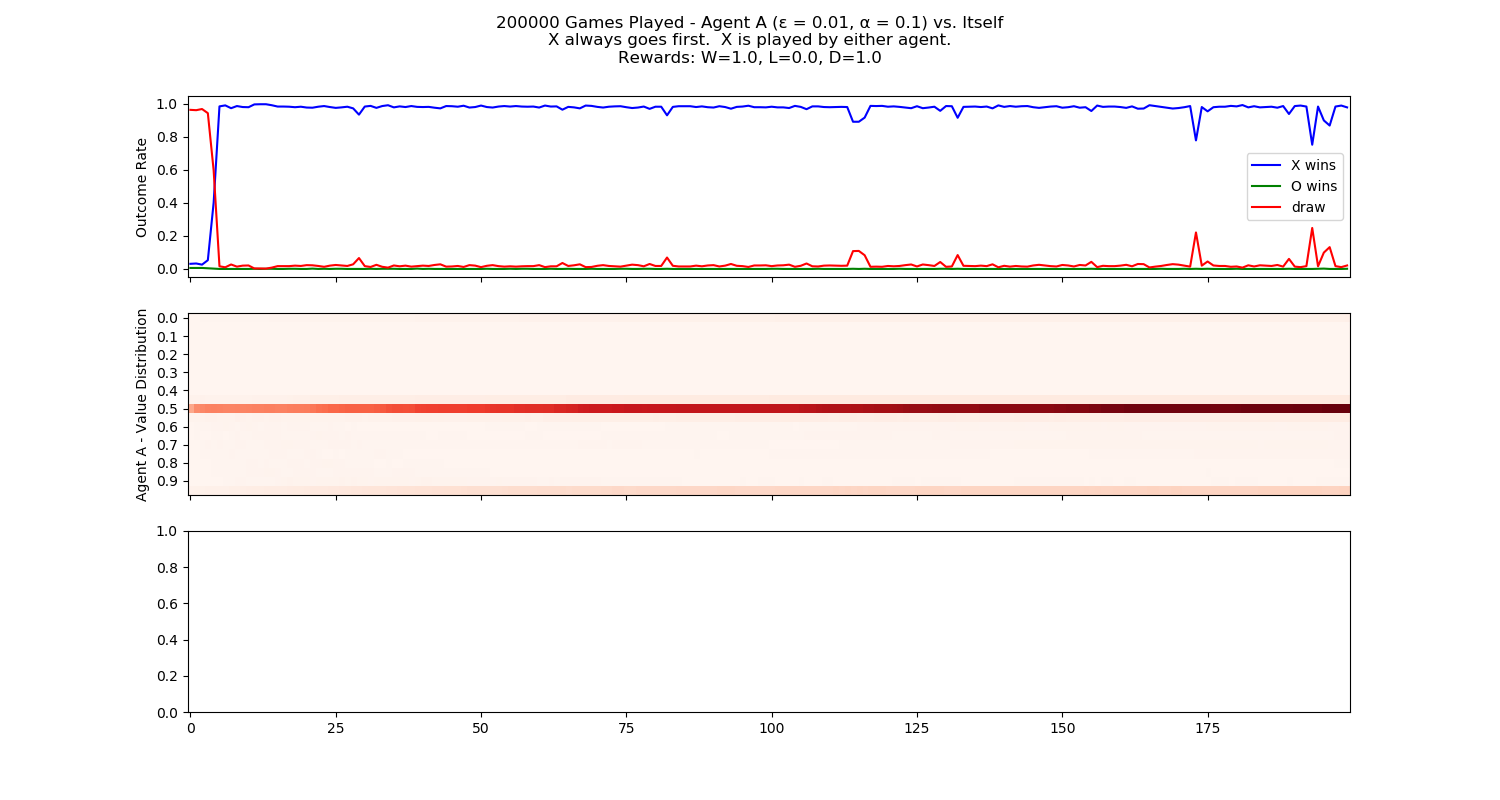 200000 Games Played - Agent A (ε = 0.01, α = 0.1) vs. Itself
X always goes first.  X is played by either agent.
Rewards: W=1.0, L=0.0, D=1.0
Outcome Rate
1.0
0.8
0.6
0.4
0.2
0.0
X wins
O wins
draw
Agent A - Value Distribution
0.0
0.1
0.2
0.3
0.4
0.5
0.6
0.7
0.8
0.9
1.0
0.8
0.6
0.4
0.2
0.0
0 25 50 75 100 125 150 175